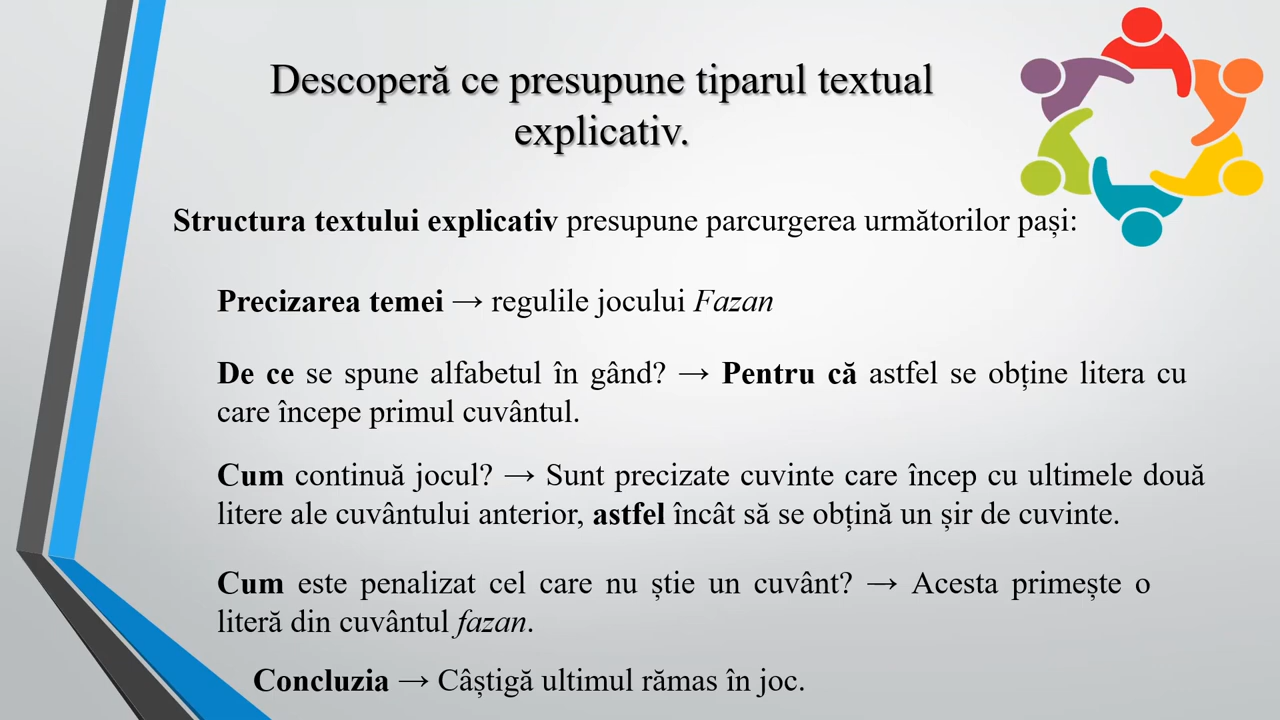 Descoperă ce presupune tiparul textual
explicativ.
Structura textului explicativ presupune parcurgerea următorilor pași:
Precizarea temei → regulile jocului Fazan
De ce se spune alfabetul în gând? → Pentru că astfel se obține litera cu
care începe primul cuvântul.
Cum continuă jocul? → Sunt precizate cuvinte care încep cu ultimele două
litere ale cuvântului anterior, astfel încât să se obțină un șir de cuvinte.
Cum este penalizat cel care nu știe un cuvânt? → Acesta primește o
literă din cuvântul fazan.
Concluzia → Câștigă ultimul rămas în joc.